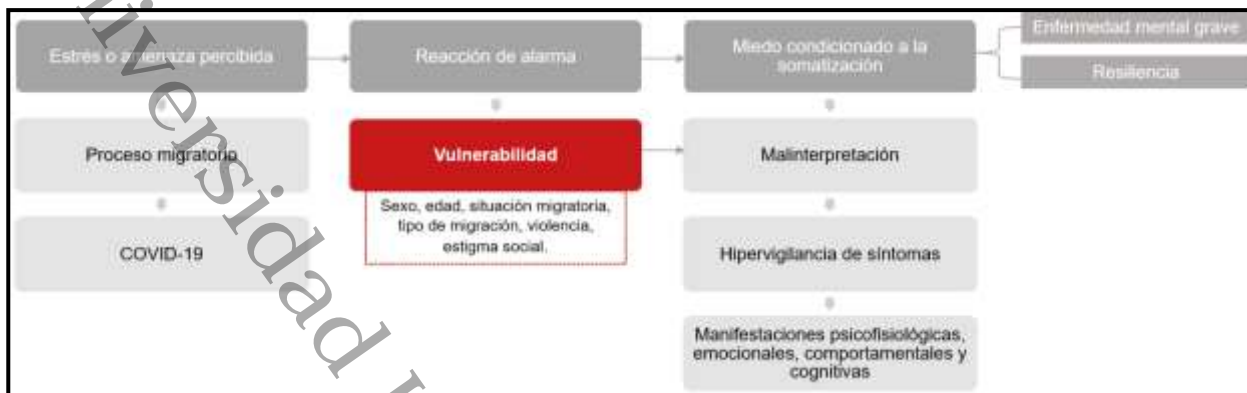 Estrés o amenaza percibida
Reacción de alarma
Miedo condicionado a la
somatización
Enfermedad mental grave
Resiliencia
Proceso migratorio
COVID-19
Vulnerabilidad
Sexo, edad, situación migratoria,
tipo de migración, violencia,
estigma social.
Malinterpretación
Hipervigilancia de síntomas
Manifestaciones psicofisiológicas,
emocionales, comportamentales y
cognitivas
iversidad